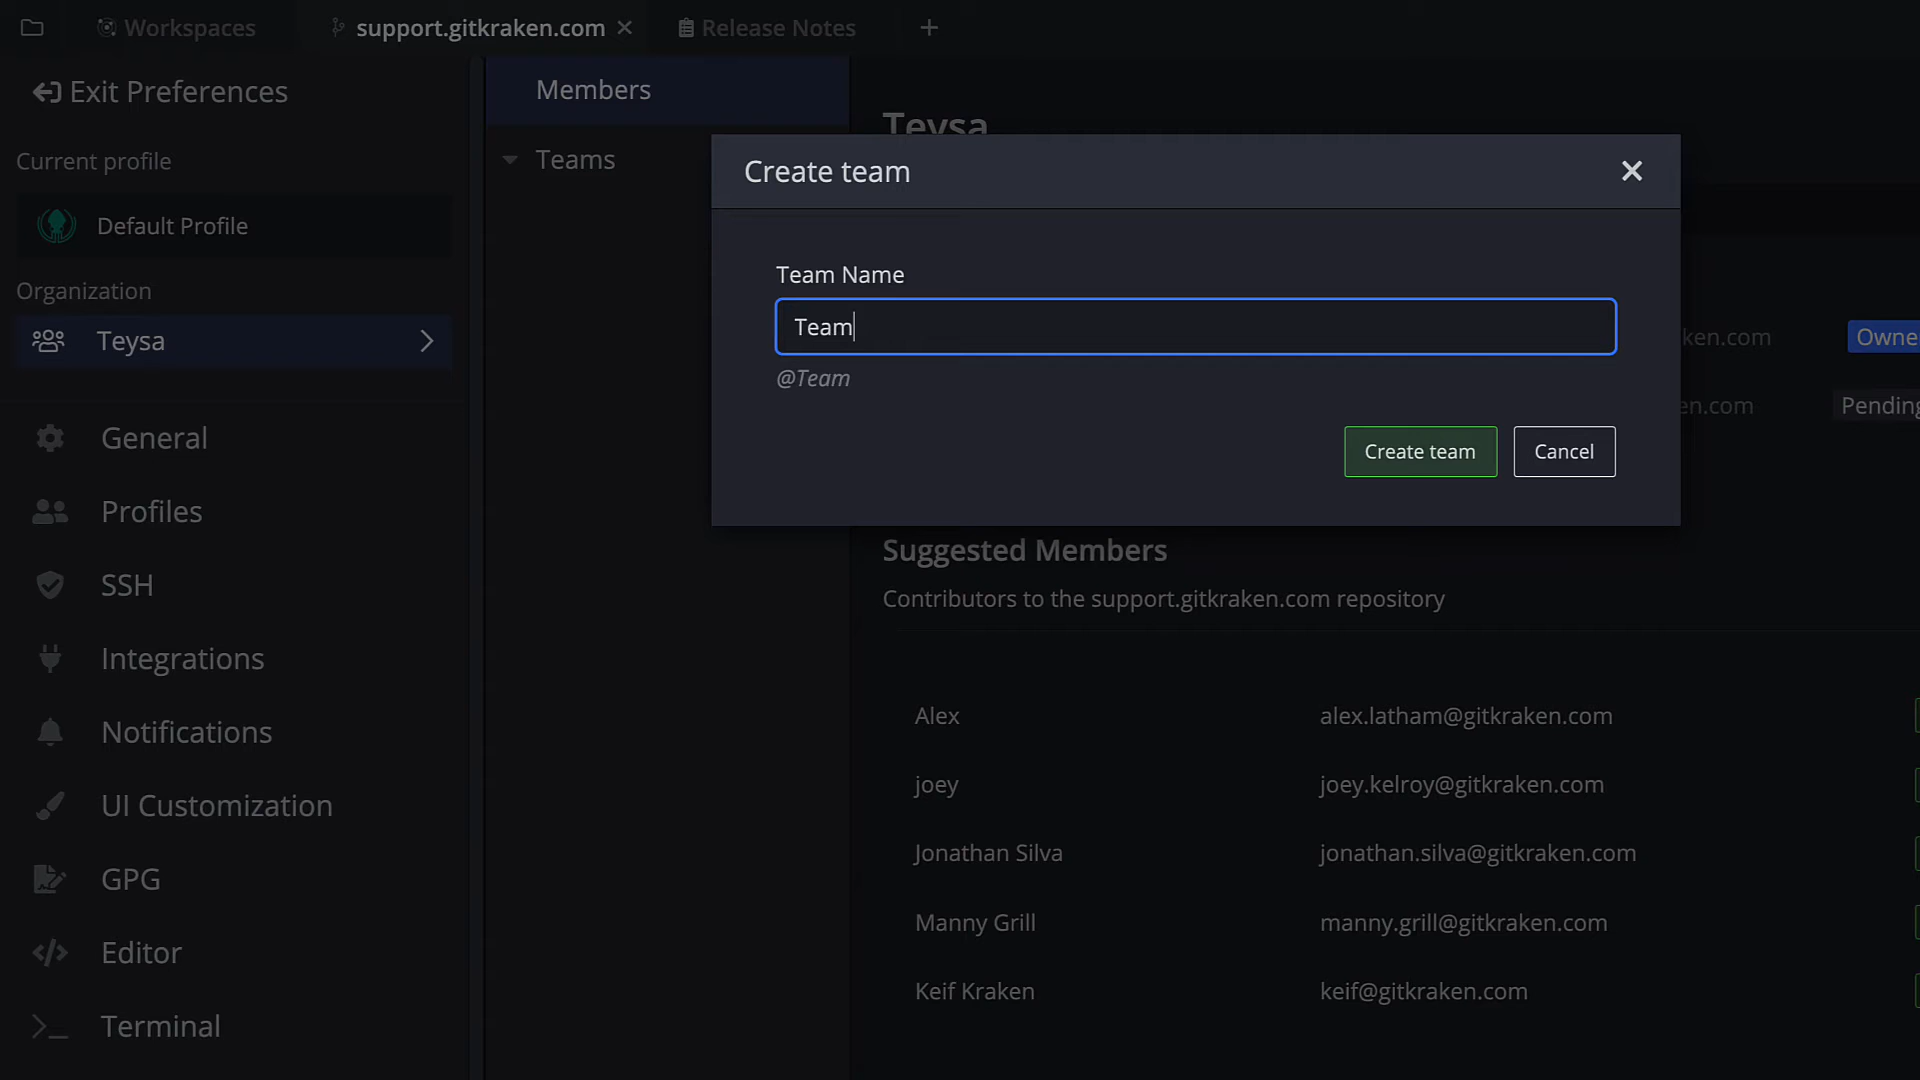 Workspaces
support.gitkraken.com
Release Notes
Exit Preferences
Current profile
Default Profile
Organization
Teysa
General
Profiles
SSH
Integrations
Notifications
UI Customization
GPG
Editor
Terminal
Members
Teams
Teysa
Create team
Team Name
Team
@Team
Create team
Cancel
ken.com
Owne
en.com
Pending
Suggested Members
Contributors to the support.gitkraken.com repository
Alex alex.latham@gitkraken.com
joey joey.kelroy@gitkraken.com
Jonathan Silva jonathan.silva@gitkraken.com
Manny Grill manny.grill@gitkraken.com
Keif Kraken keif@gitkraken.com